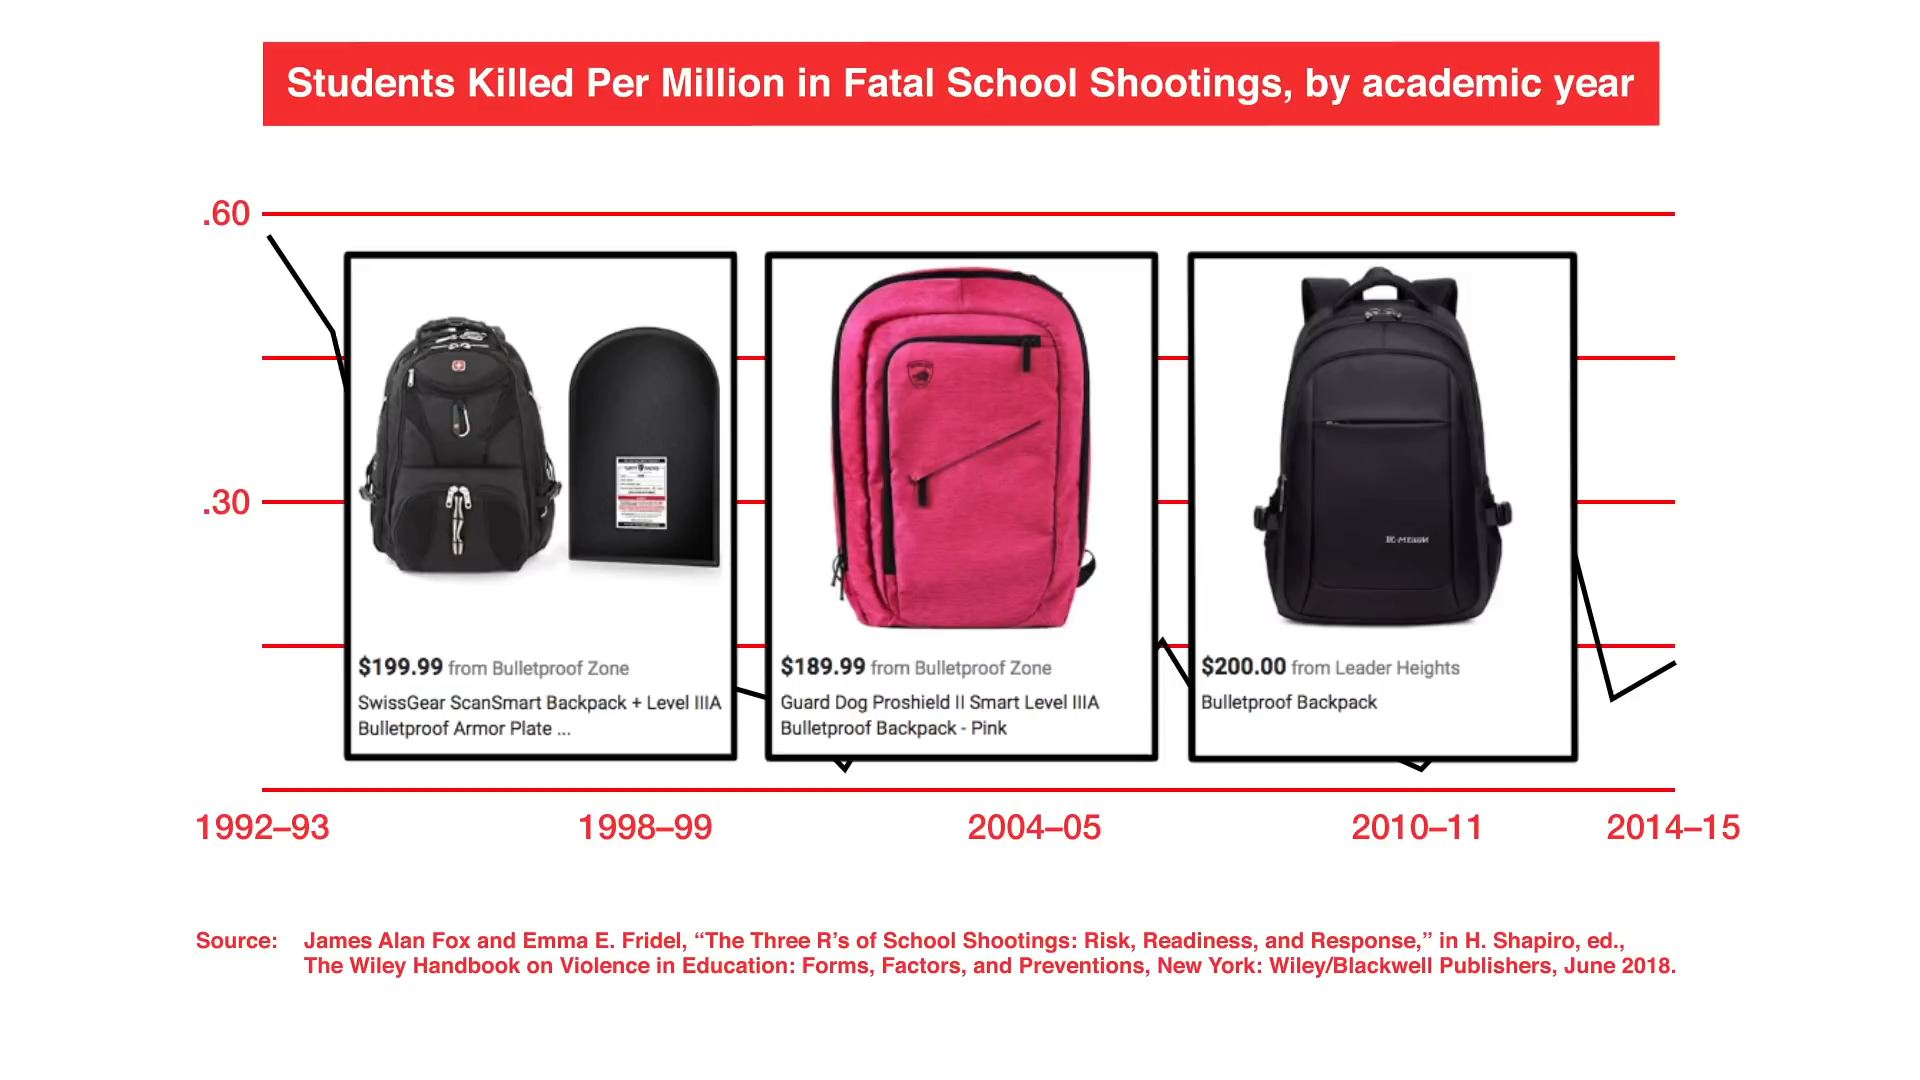 Students Killed Per Million in Fatal School Shootings, by academic year
.60
.30
$199.99 from Bulletproof Zone
SwissGear ScanSmart Backpack + Level IIIA
Bulletproof Armor Plate ...
$189.99 from Bulletproof Zone
Guard Dog Proshield II Smart Level IIIA
Bulletproof Backpack - Pink
$200.00 from Leader Heights
Bulletproof Backpack
1992–93
1998–99
2004–05
2010–11
2014–15
Source: James Alan Fox and Emma E. Fridel, “The Three R’s of School Shootings: Risk, Readiness, and Response,” in H. Shapiro, ed.,
The Wiley Handbook on Violence in Education: Forms, Factors, and Preventions, New York: Wiley/Blackwell Publishers, June 2018.